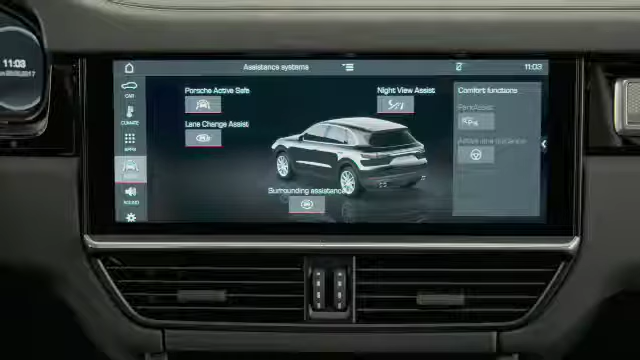 11:03
Assistance systems
11:03
Porsche Active Safe
Night View Assist
Comfort functions
CAR
ParkAssist
Lane Change Assist
CLIMATE
APPS
SOUND
Surrounding assistance